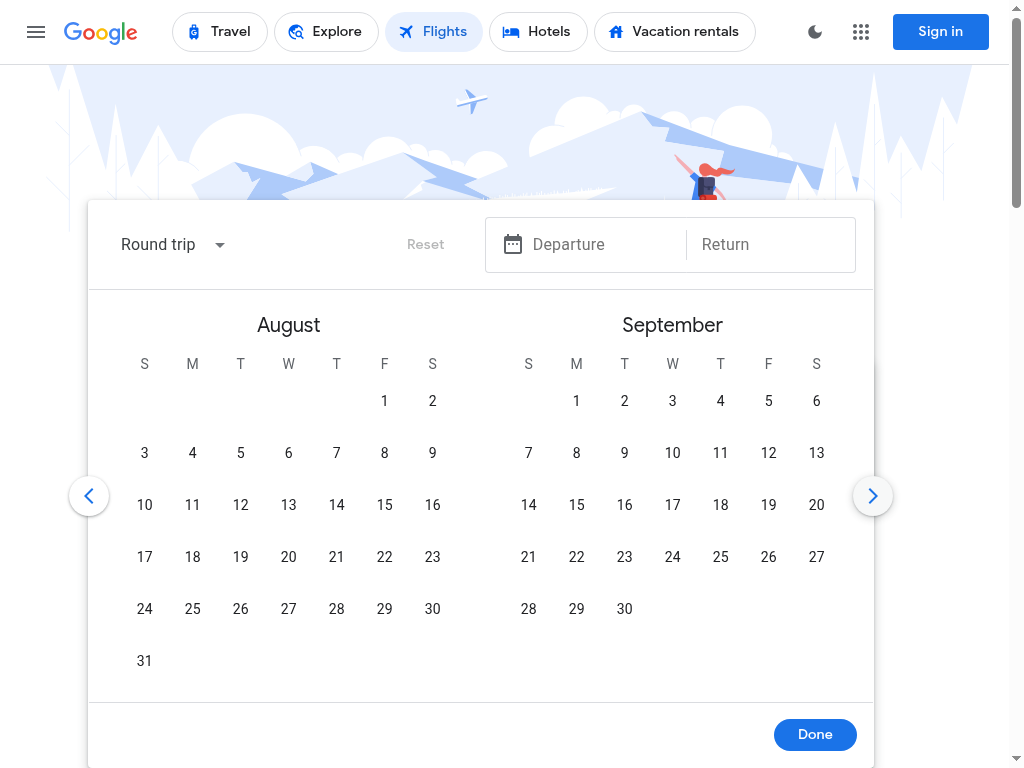 Google Travel Explore Flights Hotels Vacation rentals Sign in
Round trip Reset Departure Return
August
S M T W T F S
1 2
3 4 5 6 7 8 9
10 11 12 13 14 15 16
17 18 19 20 21 22 23
24 25 26 27 28 29 30
31
September
S M T W T F S
1 2 3 4 5 6
7 8 9 10 11 12 13
14 15 16 17 18 19 20
21 22 23 24 25 26 27
28 29 30
Done